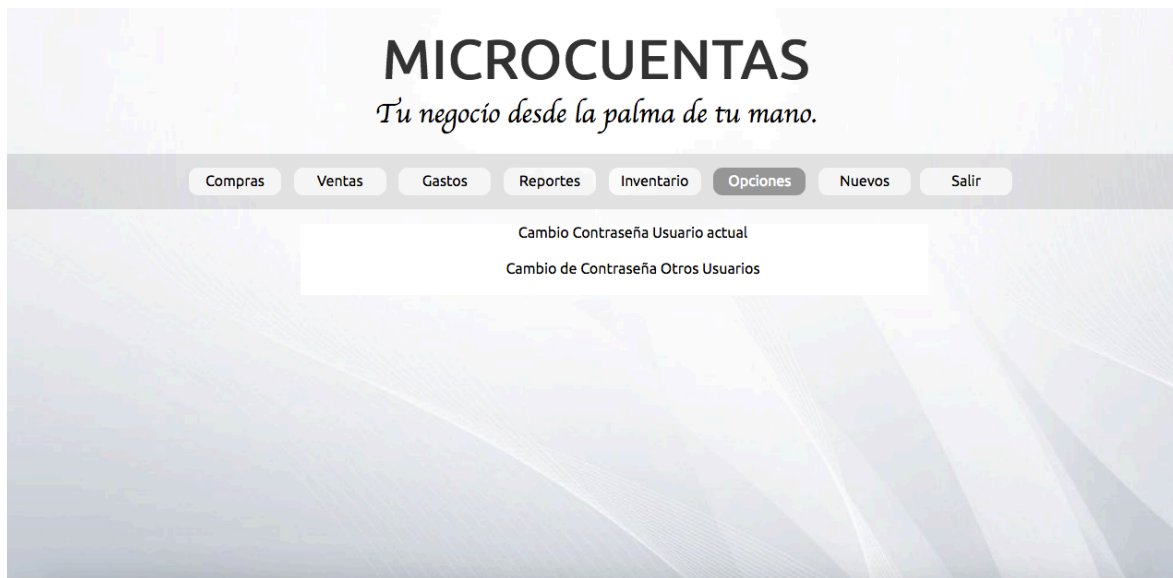 MICROCUENTAS
Tu negocio desde la palma de tu mano.
Compras Ventas Gastos Reportes Inventario Opciones Nuevos Salir
Cambio Contraseña Usuario actual
Cambio de Contraseña Otros Usuarios